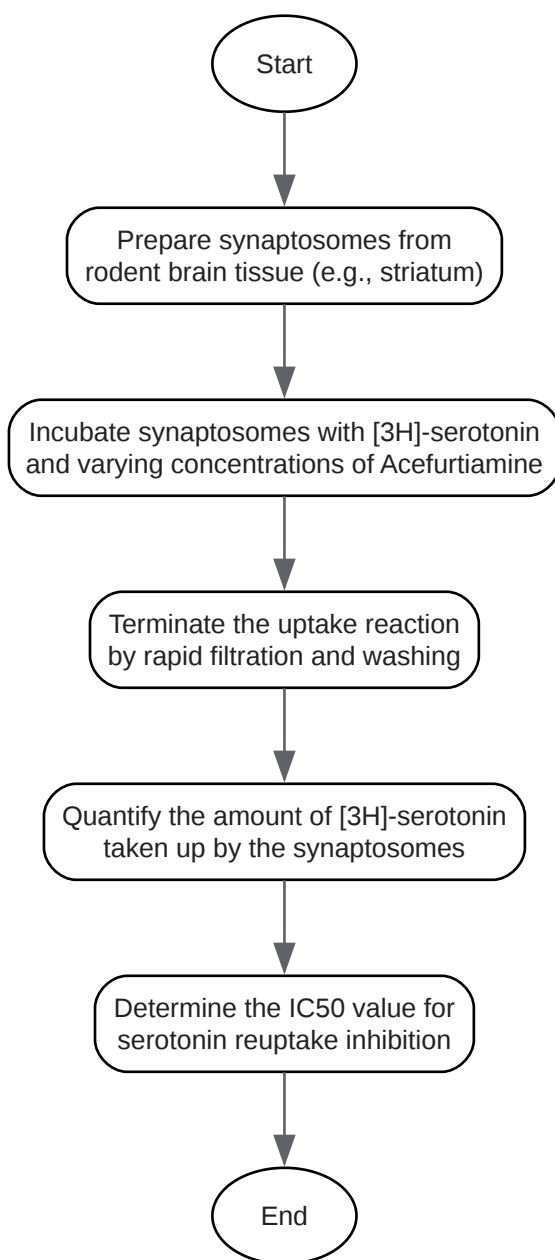 Start
Prepare synaptosomes from
rodent brain tissue (e.g., striatum)
Incubate synaptosomes with [3H]-serotonin
and varying concentrations of Acefurtiamine
Terminate the uptake reaction
by rapid filtration and washing
Quantify the amount of [3H]-serotonin
taken up by the synaptosomes
Determine the IC50 value for
serotonin reuptake inhibition
End